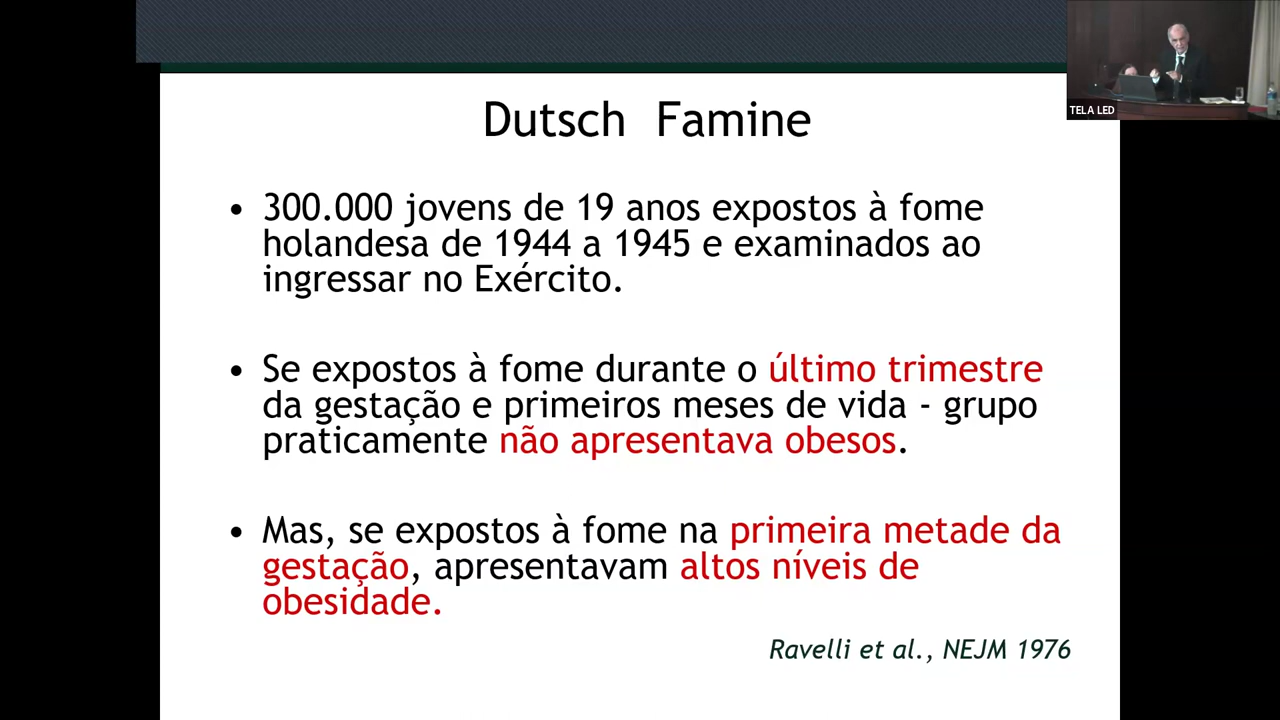 TELA LED
Dutsch Famine
• 300.000 jovens de 19 anos expostos à fome
holandesa de 1944 a 1945 e examinados ao
ingressar no Exército.
• Se expostos à fome durante o último trimestre
da gestação e primeiros meses de vida - grupo
praticamente não apresentava obesos.
• Mas, se expostos à fome na primeira metade da
gestação, apresentavam altos níveis de
obesidade.
Ravelli et al., NEJM 1976